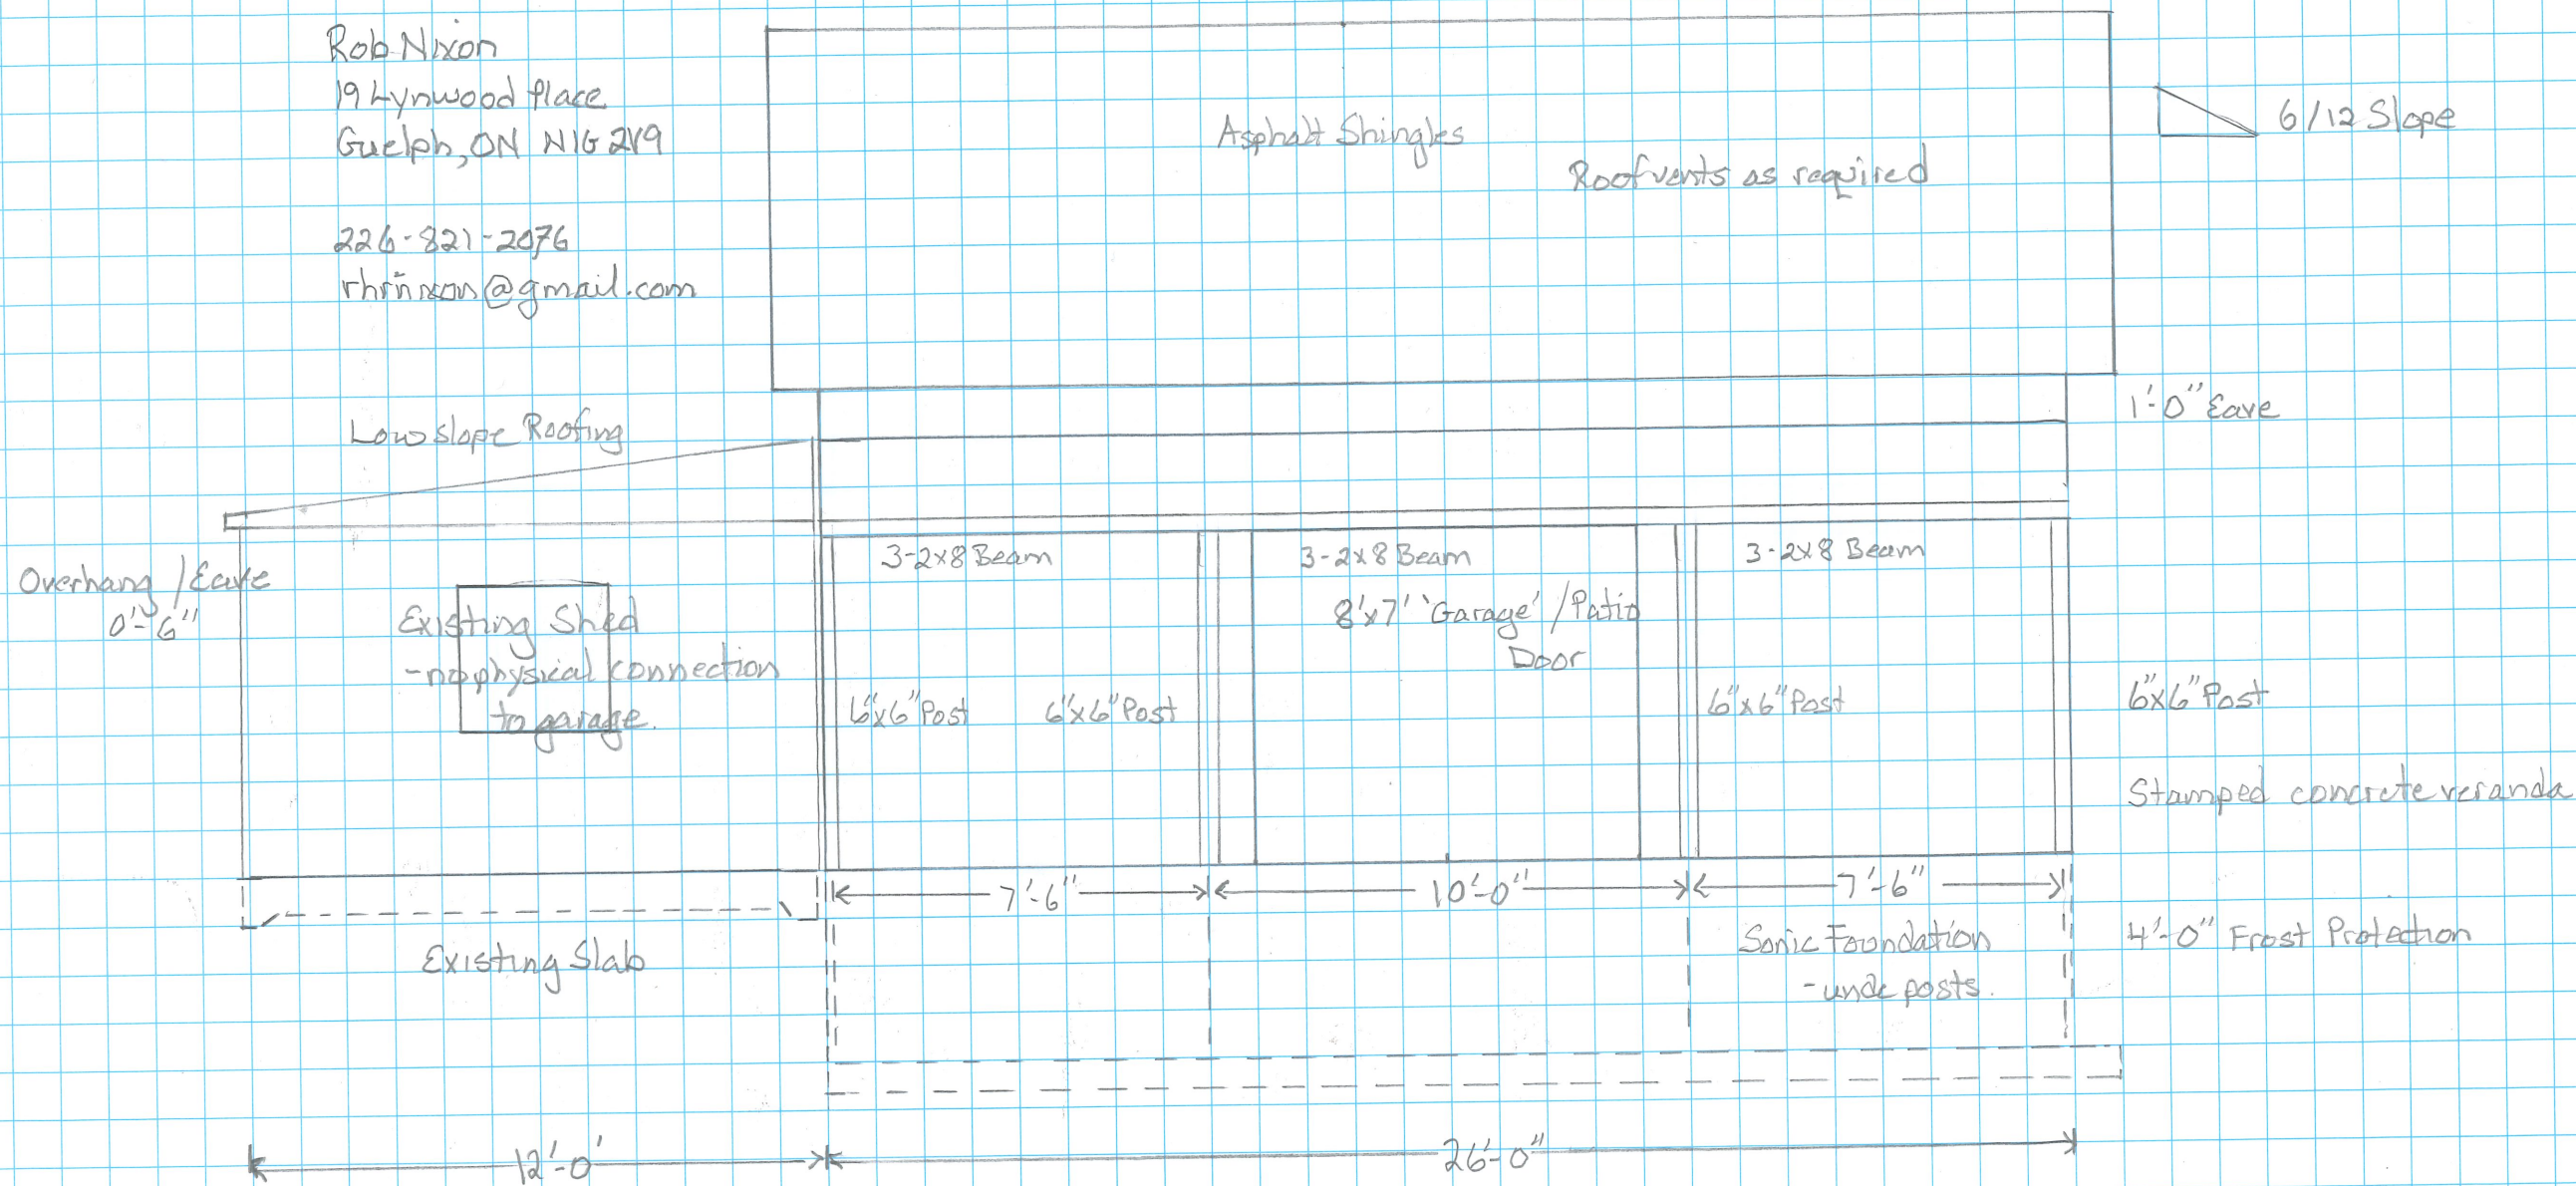 Rob Nixon
19 Lynwood Place
Guelph, ON N1G 2V9
226-821-2076
@gmail.com
Asphalt Shingles
Roof vents as required
6/12 Slope
1'-0" Eave
Low slope Roofing
Overhang / Eave
0'-6"
Existing Shed
- no physical connection
to garage.
3-2x8 Beam
3-2x8 Beam
3-2x8 Beam
8'x7' 'Garage' / Patio
Door
6"x6" Post
6"x6" Post
6"x6" Post
6"x6" Post
Stamped concrete veranda
7'-6"
10'-0"
7'-6"
Existing Slab
Sonic Foundation
- unde posts.
4'-0" Frost Protection
12'-0'
26'-0"